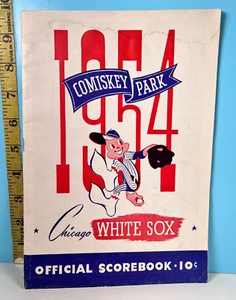 1954
COMISKEY PARK
Chicago WHITE SOX
OFFICIAL SCOREBOOK · 10¢